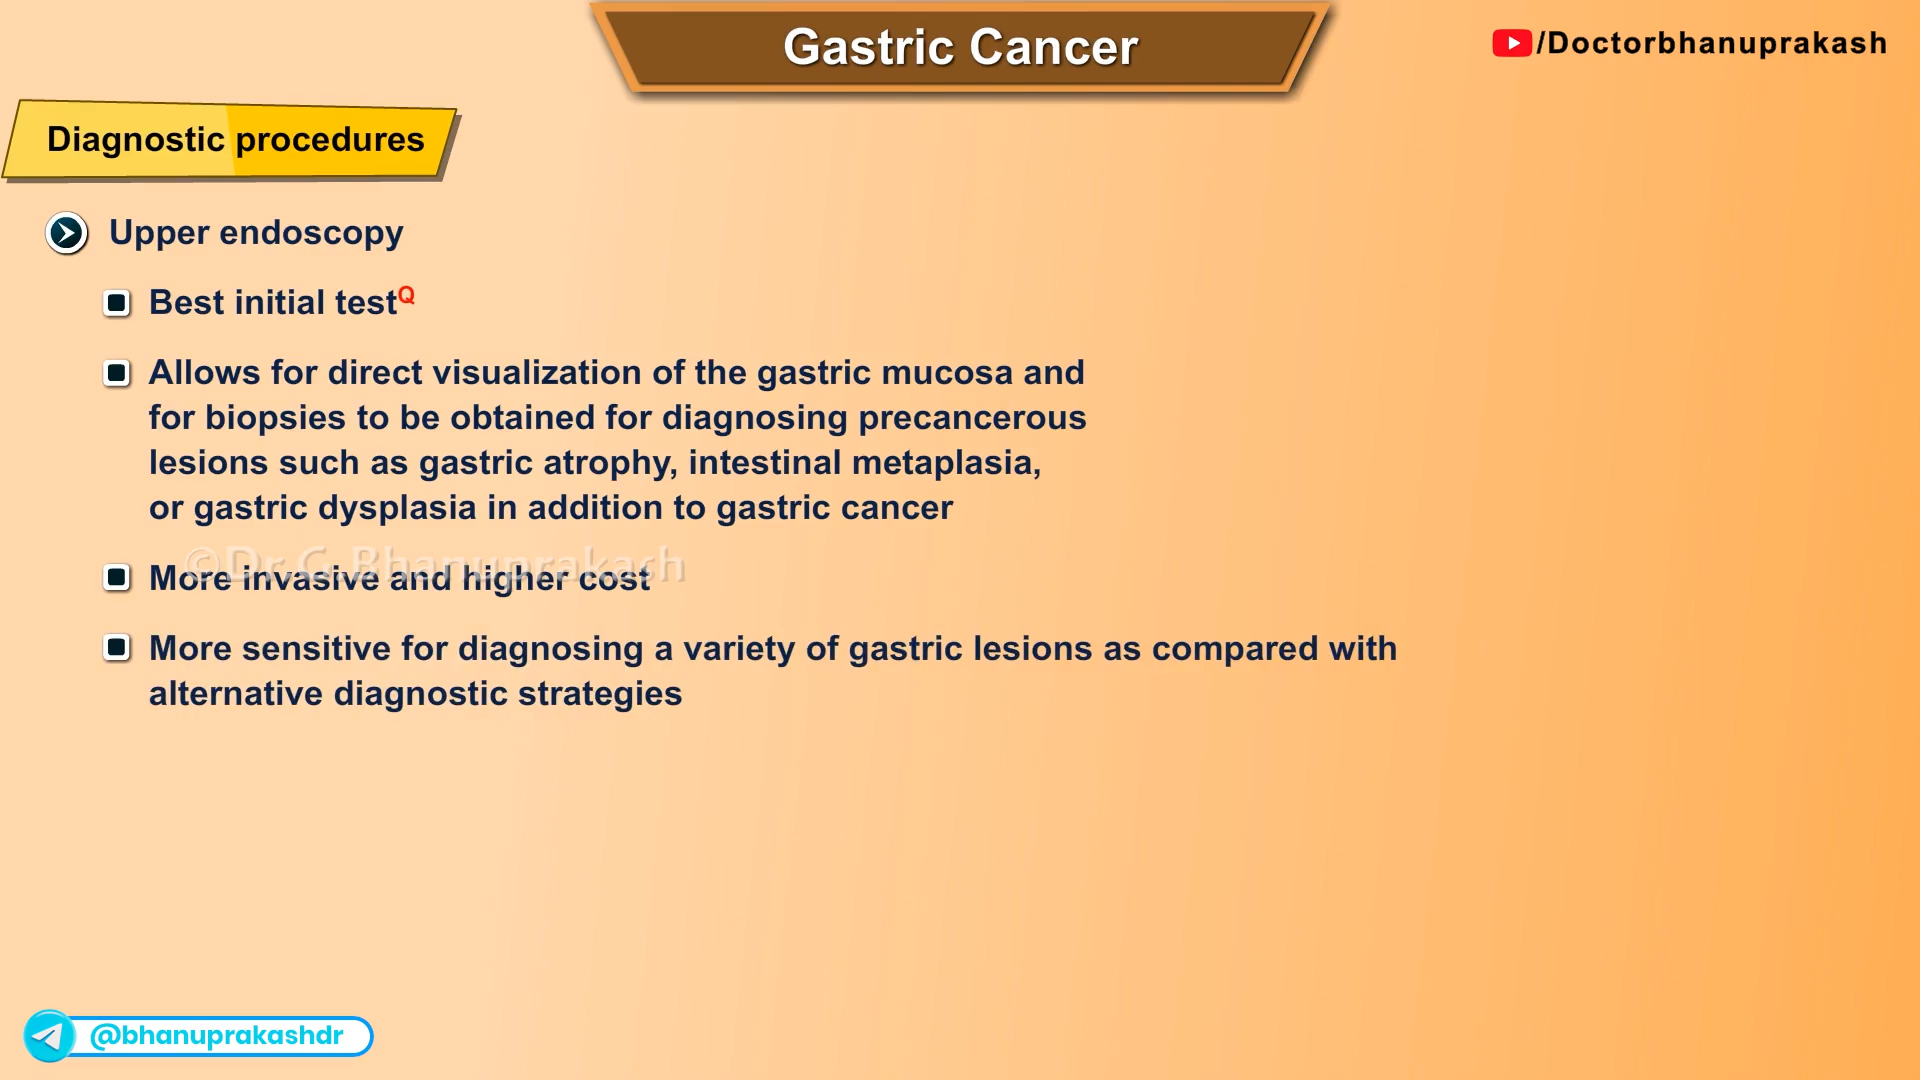 Gastric Cancer
/Doctorbhanuprakash
Diagnostic procedures
Upper endoscopy
Best initial testQ
Allows for direct visualization of the gastric mucosa and
for biopsies to be obtained for diagnosing precancerous
lesions such as gastric atrophy, intestinal metaplasia,
or gastric dysplasia in addition to gastric cancer
©Dr.G.Bhanuprakash
More invasive and higher cost
More sensitive for diagnosing a variety of gastric lesions as compared with
alternative diagnostic strategies
@bhanuprakashdr